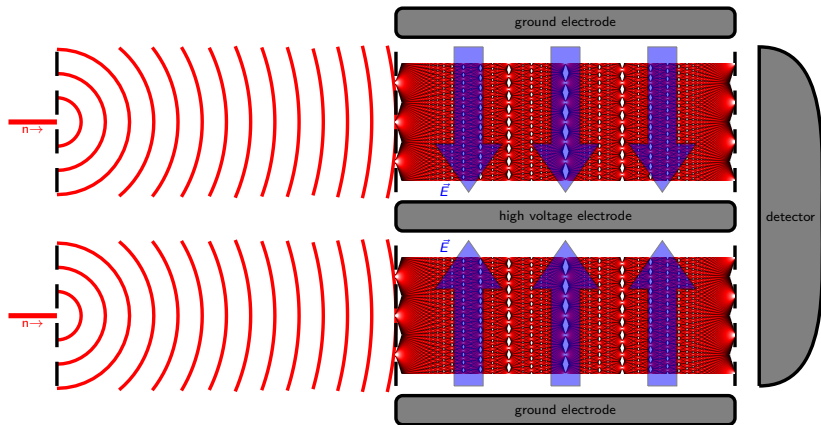 ground electrode
n→
E⃗
high voltage electrode
detector
E⃗
n→
ground electrode